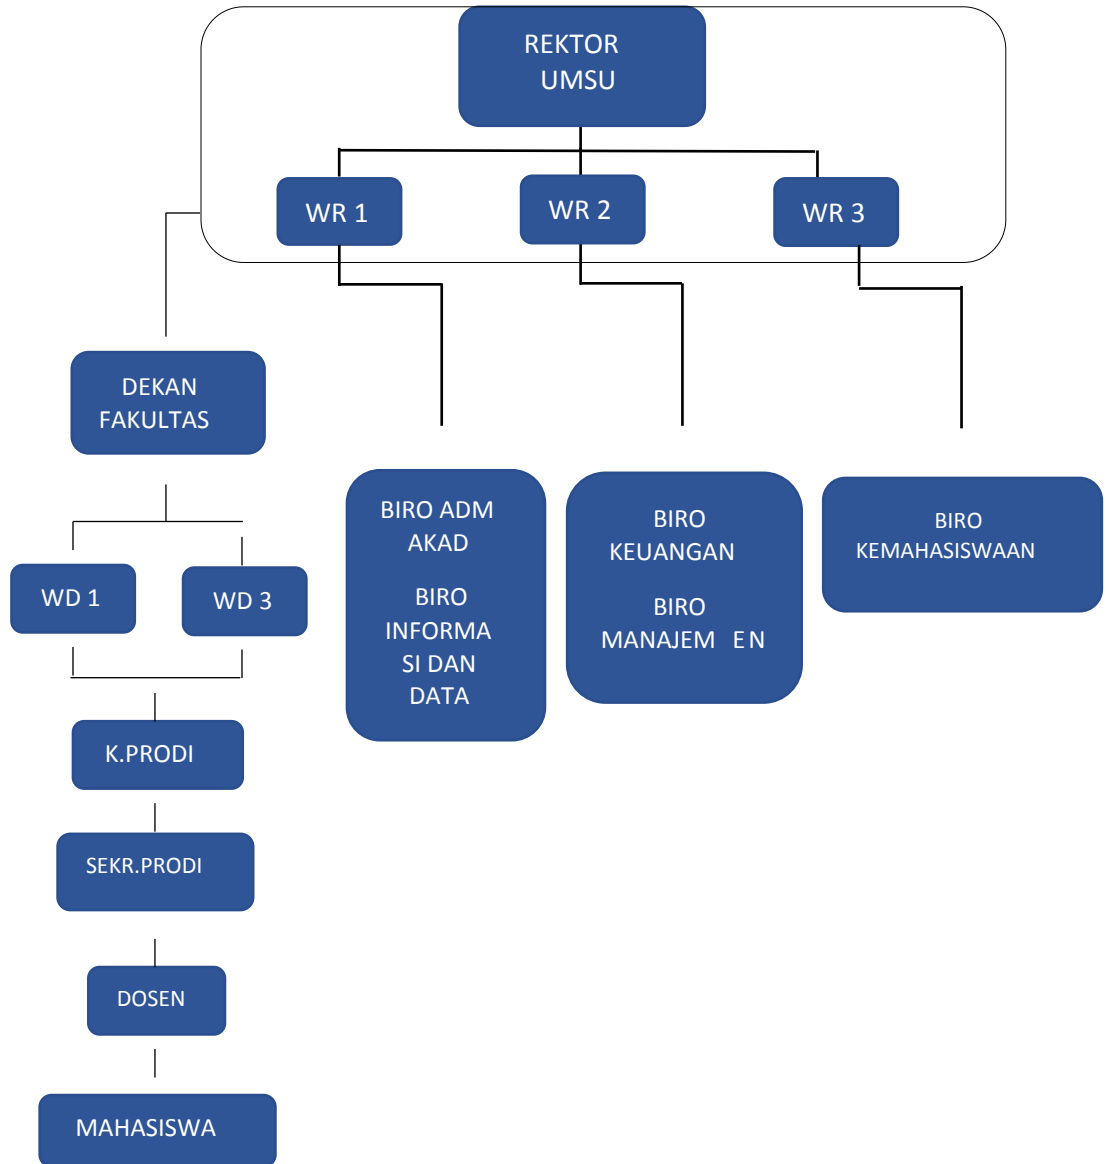 REKTOR
UMSU
WR 1
WR 2
WR 3
DEKAN
FAKULTAS
BIRO ADM
AKAD
BIRO
INFORMA
SI DAN
DATA
BIRO
KEUANGAN
BIRO
MANAJEM EN
BIRO
KEMAHASISWAAN
WD 1
WD 3
K.PRODI
SEKR.PRODI
DOSEN
MAHASISWA